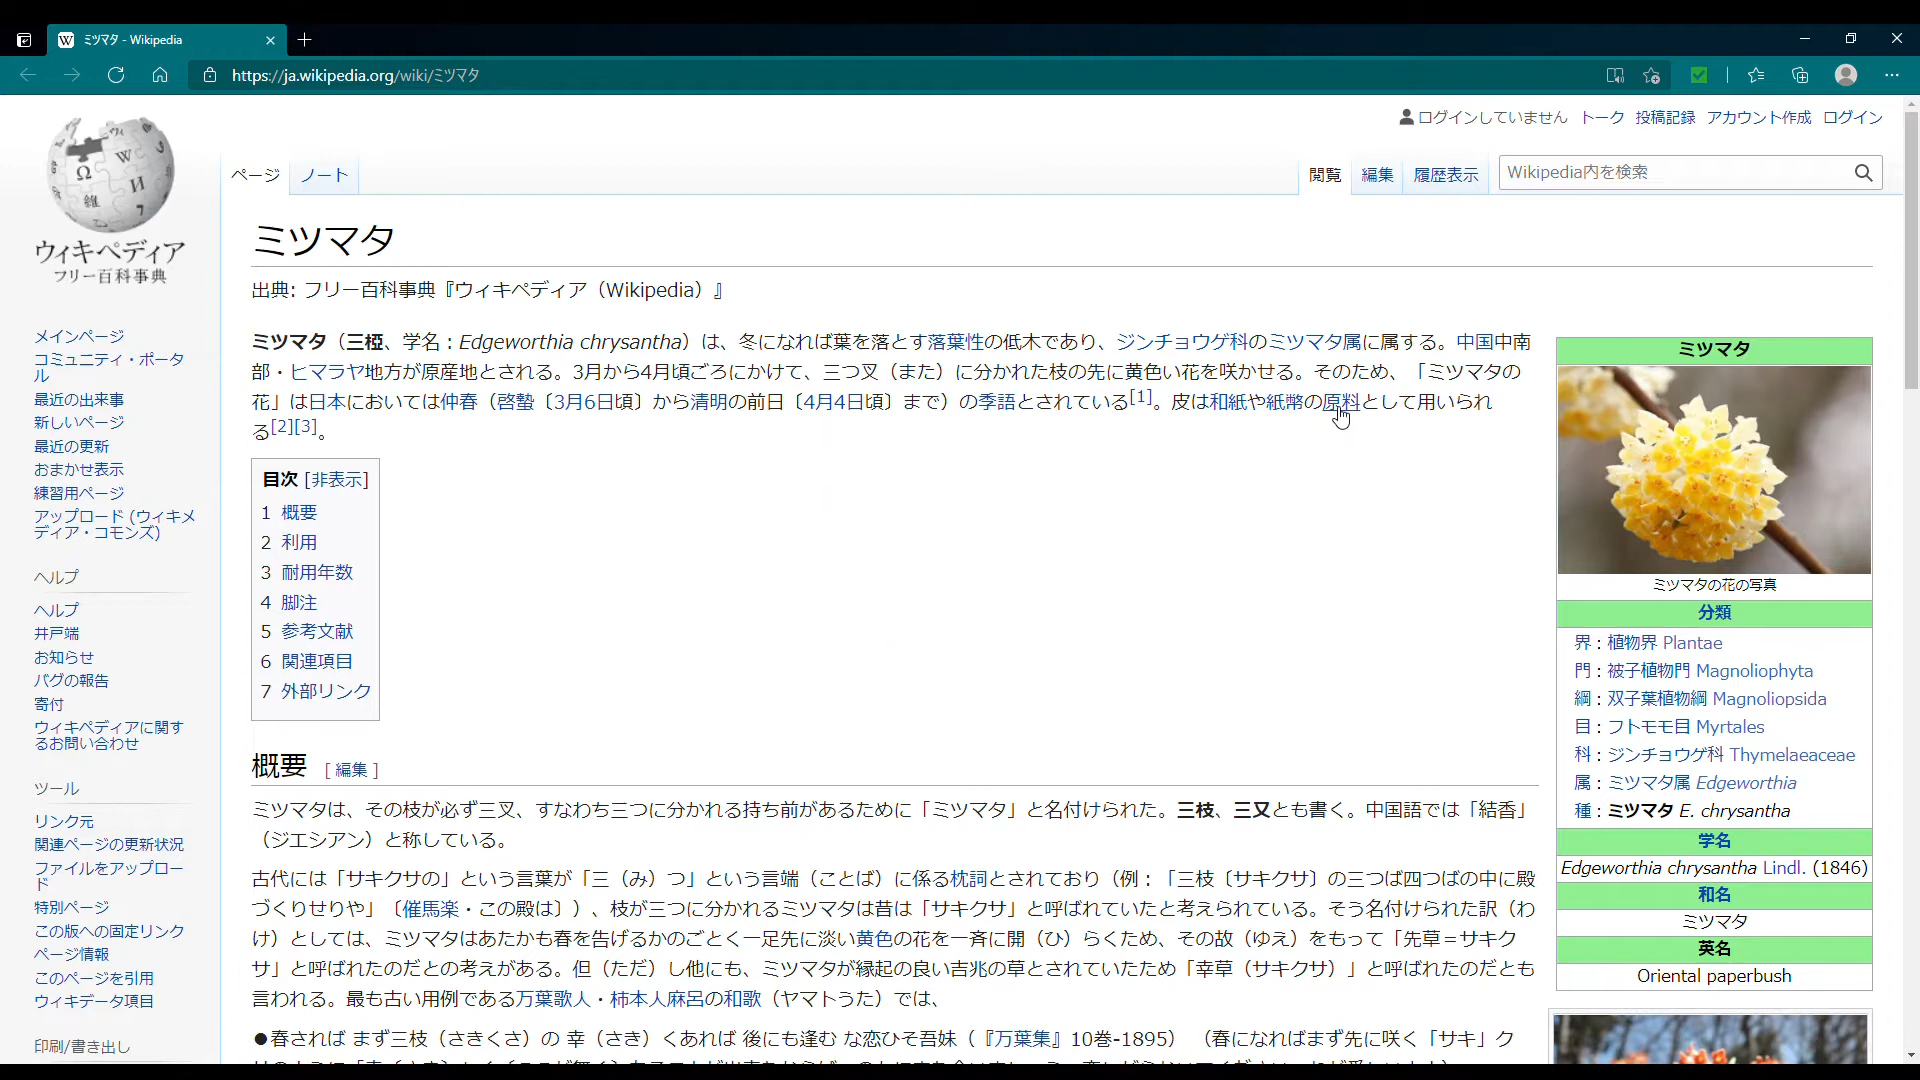 ミツマタ - Wikipedia
https://ja.wikipedia.org/wiki/ミツマタ
ログインしていません トーク 投稿記録 アカウント作成 ログイン
ページ ノート 閲覧 編集 履歴表示 Wikipedia内を検索
ウィキペディア
フリー百科事典
メインページ
コミュニティ・ポータ
ル
最近の出来事
新しいページ
最近の更新
おまかせ表示
練習用ページ
アップロード (ウィキメ
ディア・コモンズ)
ヘルプ
ヘルプ
井戸端
お知らせ
バグの報告
寄付
ウィキペディアに関す
るお問い合わせ
ツール
リンク元
関連ページの更新状況
ファイルをアップロー
ド
特別ページ
この版への固定リンク
ページ情報
このページを引用
ウィキデータ項目
印刷/書き出し
ミツマタ
出典: フリー百科事典『ウィキペディア（Wikipedia）』
ミツマタ（三椏、学名 : Edgeworthia chrysantha）は、冬になれば葉を落とす落葉性の低木であり、ジンチョウゲ科のミツマタ属に属する。中国中南
部・ヒマラヤ地方が原産地とされる。3月から4月頃ごろにかけて、三つ叉（また）に分かれた枝の先に黄色い花を咲かせる。そのため、「ミツマタの
花」は日本においては仲春（啓蟄〔3月6日頃〕から清明の前日〔4月4日頃〕まで）の季語とされている[1]。皮は和紙や紙幣の原料として用いられ
る[2][3]。
目次 [非表示]
1 概要
2 利用
3 耐用年数
4 脚注
5 参考文献
6 関連項目
7 外部リンク
概要 [ 編集 ]
ミツマタは、その枝が必ず三叉、すなわち三つに分かれる持ち前があるために「ミツマタ」と名付けられた。三枝、三又とも書く。中国語では「結香」
（ジエシアン）と称している。
古代には「サキクサの」という言葉が「三（み）つ」という言端（ことば）に係る枕詞とされており（例 : 「三枝〔サキクサ〕の三つば四つばの中に殿
づくりせりや」〔催馬楽・この殿は〕）、枝が三つに分かれるミツマタは昔は「サキクサ」と呼ばれていたと考えられている。そう名付けられた訳（わ
け）としては、ミツマタはあたかも春を告げるかのごとく一足先に淡い黄色の花を一斉に開（ひ）らくため、その故（ゆえ）をもって「先草＝サキク
サ」と呼ばれたのだとの考えがある。但（ただ）し他にも、ミツマタが縁起の良い吉兆の草とされていたため「幸草（サキクサ）」と呼ばれたのだとも
言われる。最も古い用例である万葉歌人・柿本人麻呂の和歌（ヤマトうた）では、
●春されば まず三枝（さきくさ）の 幸（さき）くあれば 後にも逢む な恋ひそ吾妹（『万葉集』10巻-1895） （春になればまず先に咲く「サキ」ク
ミツマタ
ミツマタの花の写真
分類
界 : 植物界 Plantae
門 : 被子植物門 Magnoliophyta
綱 : 双子葉植物綱 Magnoliopsida
目 : フトモモ目 Myrtales
科 : ジンチョウゲ科 Thymelaeaceae
属 : ミツマタ属 Edgeworthia
種 : ミツマタ E. chrysantha
学名
Edgeworthia chrysantha Lindl. (1846)
和名
ミツマタ
英名
Oriental paperbush